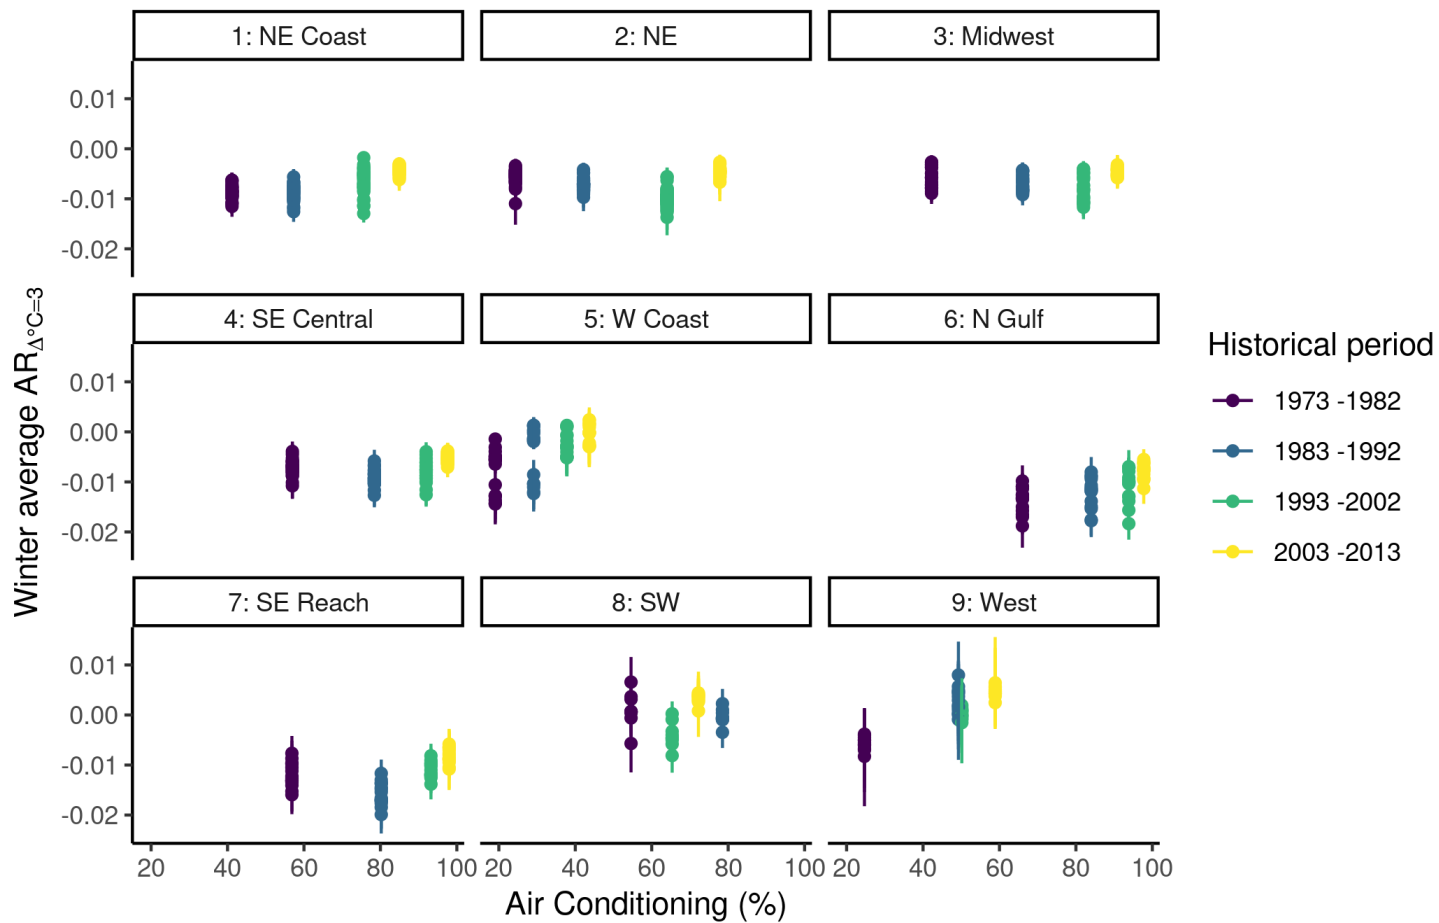 1: NE Coast
2: NE
3: Midwest
0.01
0.00
-0.01
-0.02
4: SE Central
5: W Coast
6: N Gulf
0.01
0.00
-0.01
-0.02
7: SE Reach
8: SW
9: West
0.01
0.00
-0.01
-0.02
20 40 60 80 100
20 40 60 80 100
20 40 60 80 100
Air Conditioning (%)
Winter average ARΔ°C=3
Historical period
1973 -1982
1983 -1992
1993 -2002
2003 -2013